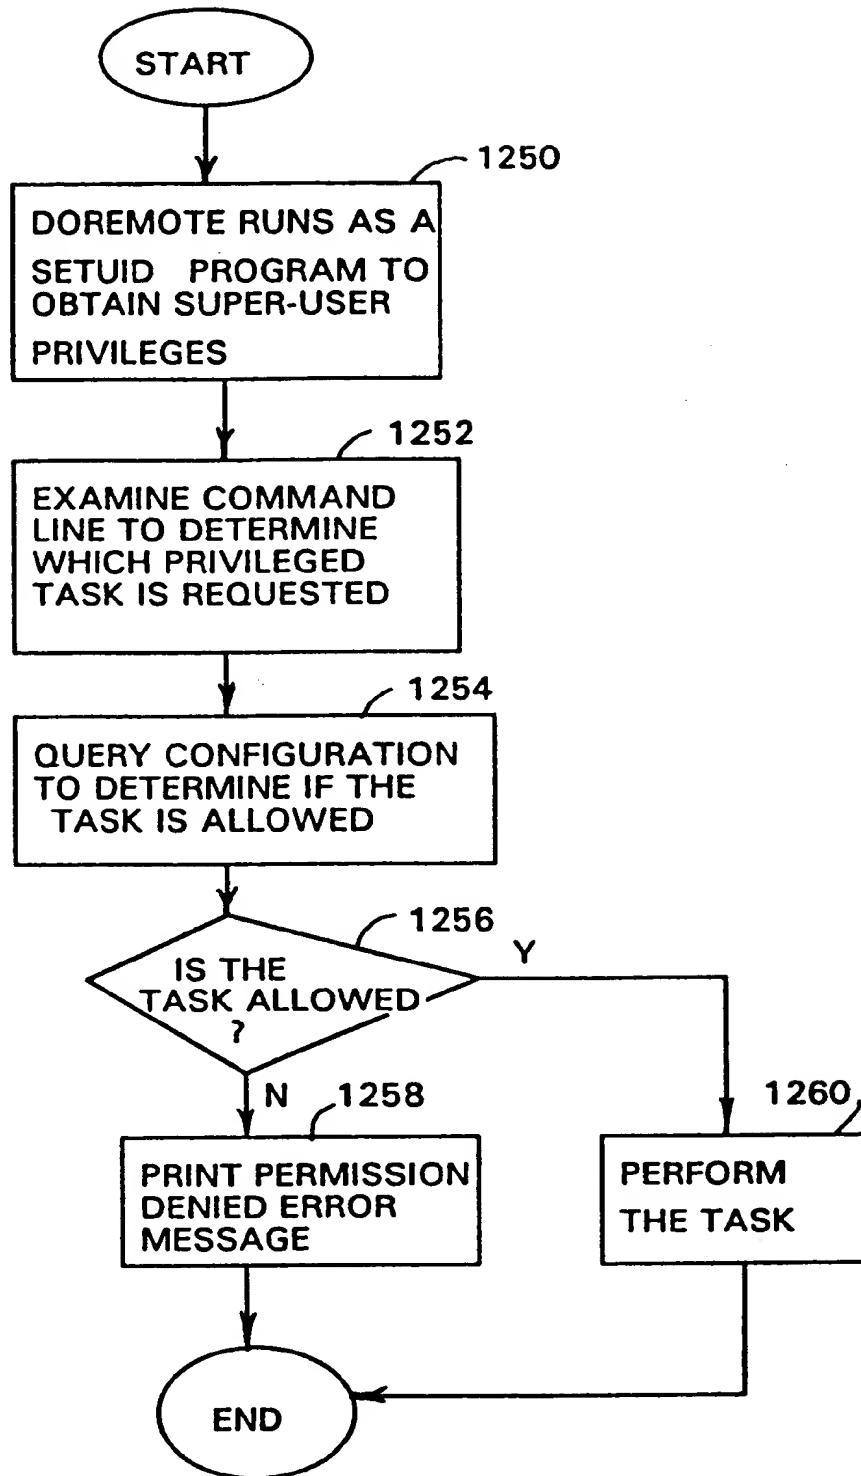 START
1250
DOREMOTE RUNS AS A
SETUID PROGRAM TO
OBTAIN SUPER-USER
PRIVILEGES
1252
EXAMINE COMMAND
LINE TO DETERMINE
WHICH PRIVILEGED
TASK IS REQUESTED
1254
QUERY CONFIGURATION
TO DETERMINE IF THE
TASK IS ALLOWED
1256
Y
IS THE
TASK ALLOWED
?
N
1258
1260
PRINT PERMISSION
DENIED ERROR
MESSAGE
PERFORM
THE TASK
END